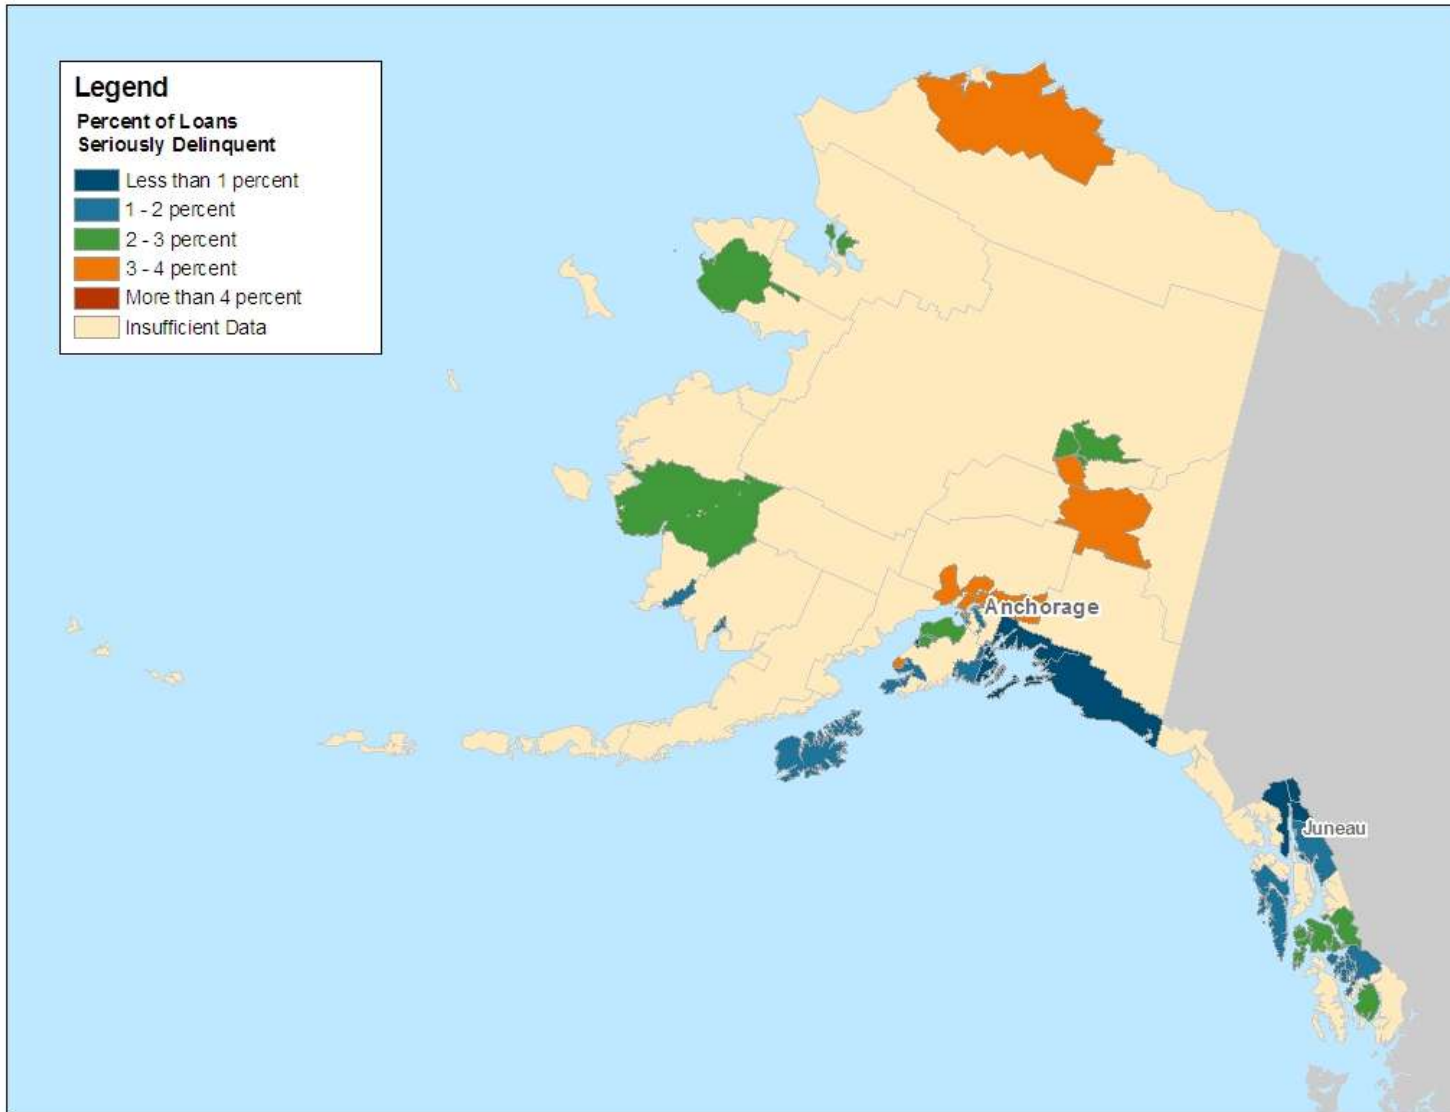 Legend
Percent of Loans
Seriously Delinquent
Less than 1 percent
1 - 2 percent
2 - 3 percent
3 - 4 percent
More than 4 percent
Insufficient Data
Anchorage
Juneau